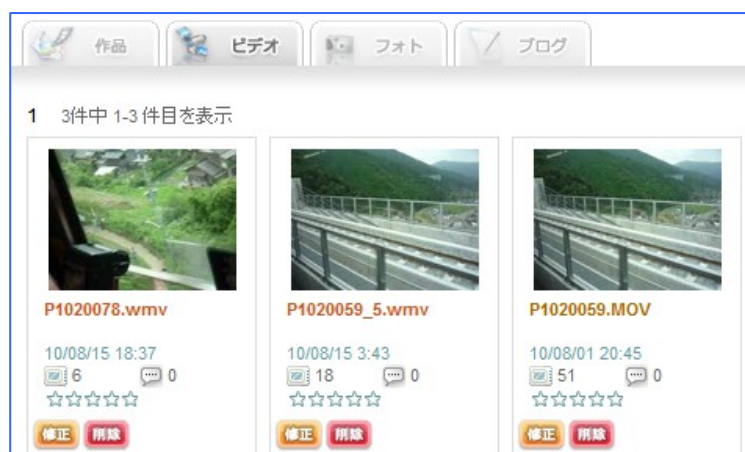 作品 ビデオ フォト ブログ
1 3件中 1-3 件目を表示
P1020078.wmv P1020059_5.wmv P1020059.MOV
10/08/15 18:37 10/08/15 3:43 10/08/01 20:45
6 0 18 0 51 0
修正 削除 修正 削除 修正 削除